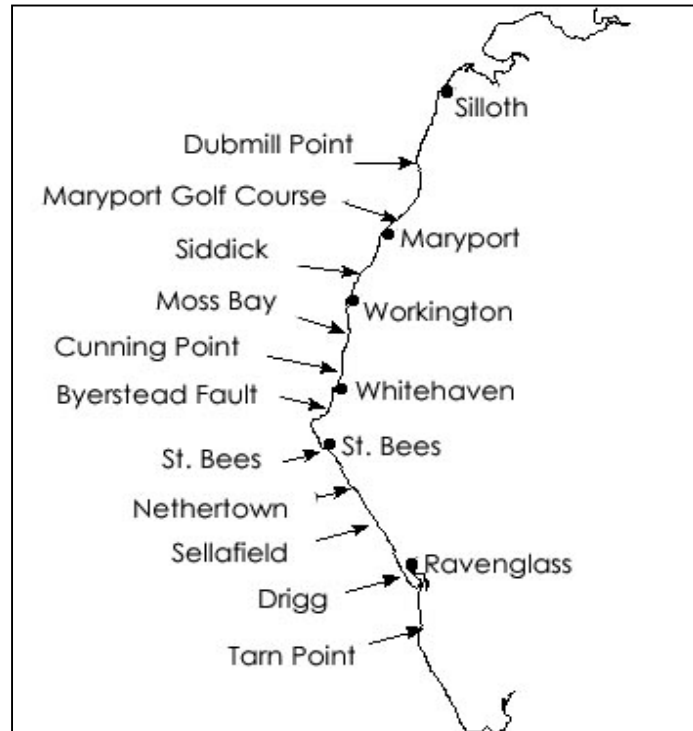 Silloth
Dubmill Point
Maryport Golf Course
Maryport
Siddick
Moss Bay
Workington
Cunning Point
Byerstead Fault
Whitehaven
St. Bees
St. Bees
Nethertown
Sellafield
Ravenglass
Drigg
Tarn Point